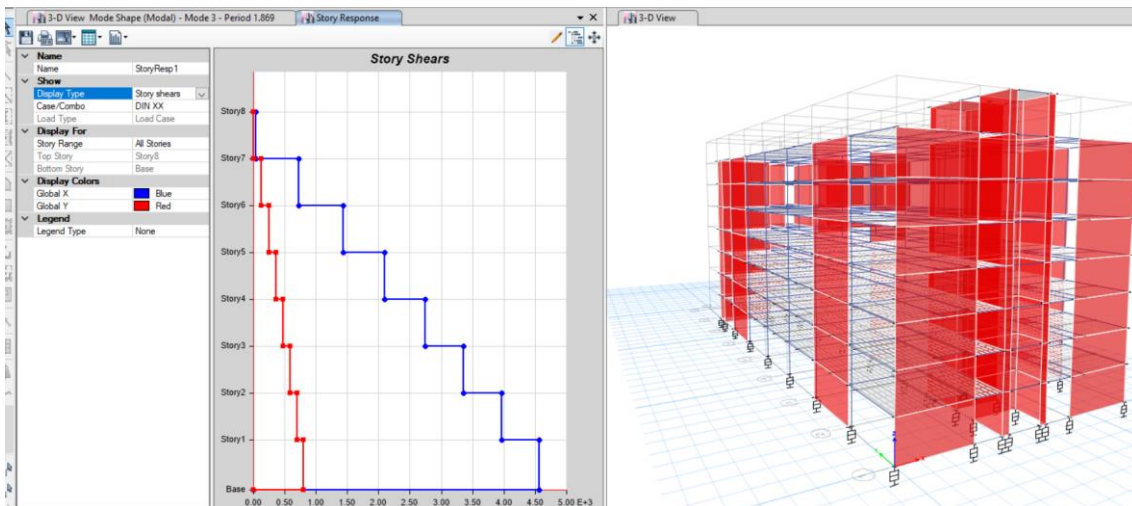 3-D View Mode Shape (Modal) - Mode 3 - Period 1.869
Story Response
3-D View
Name
Name StoryResp1
Show
Display Type Story shears
Case/Combo DIN XX
Load Type Load Case
Display For
Story Range All Stories
Top Story Story8
Bottom Story Base
Display Colors
Global X Blue
Global Y Red
Legend
Legend Type None
Story Shears
Story8
Story7
Story6
Story5
Story4
Story3
Story2
Story1
Base
0.00 0.50 1.00 1.50 2.00 2.50 3.00 3.50 4.00 4.50 5.00 E+3